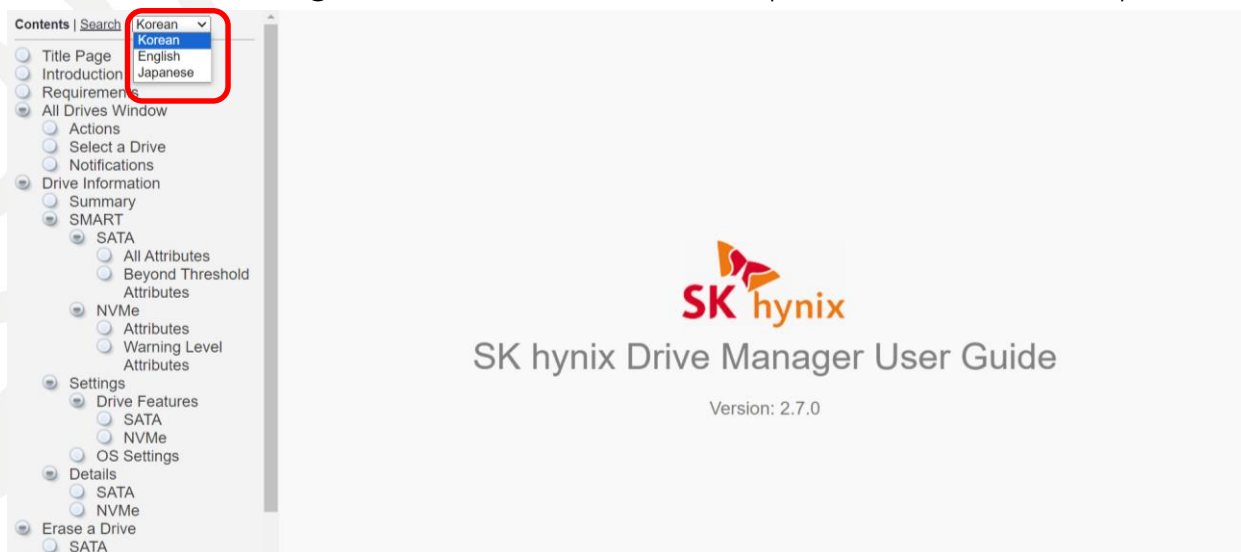 Contents | Search | Korean
Korean
English
Japanese
Title Page
Introduction
Requirements
All Drives Window
Actions
Select a Drive
Notifications
Drive Information
Summary
SMART
SATA
All Attributes
Beyond Threshold
Attributes
NVMe
Attributes
Warning Level
Attributes
Settings
Drive Features
SATA
NVMe
OS Settings
Details
SATA
NVMe
Erase a Drive
SATA
SK hynix
SK hynix Drive Manager User Guide
Version: 2.7.0